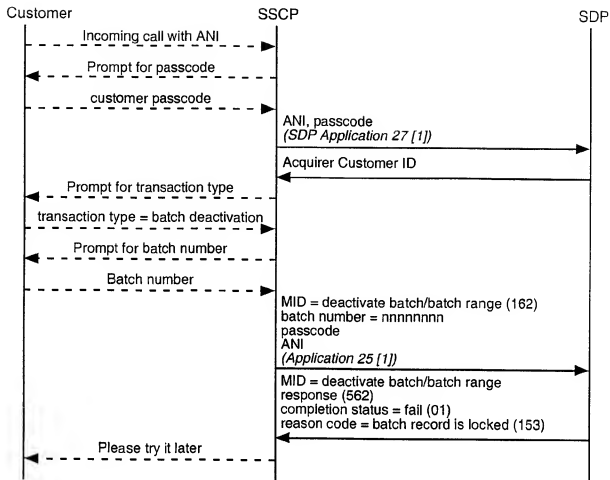 Customer
SSCP
SDP
Incoming call with ANI
Prompt for passcode
customer passcode
ANI, passcode
(SDP Application 27 [1])
Acquirer Customer ID
Prompt for transaction type
transaction type = batch deactivation
Prompt for batch number
Batch number
MID = deactivate batch/batch range (162)
batch number = nnnnnnnn
passcode
ANI
(Application 25 [1])
MID = deactivate batch/batch range
response (562)
completion status = fail (01)
reason code = batch record is locked (153)
Please try it later